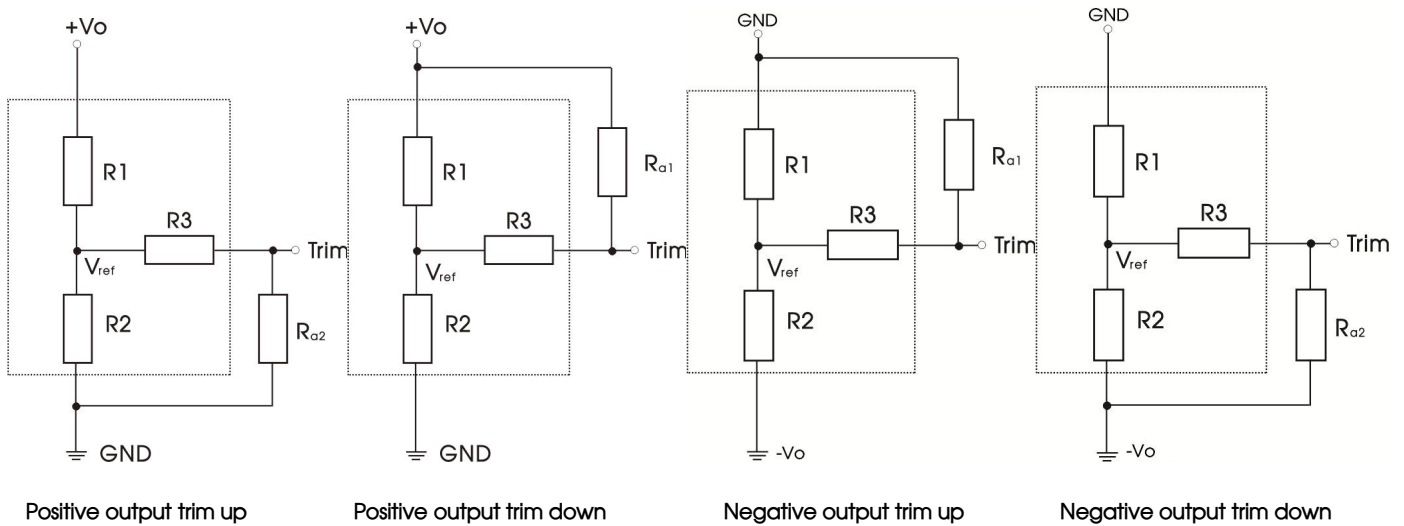 +Vo
R1
R3
Trim
Vref
R2
Ra2
GND
Positive output trim up
+Vo
R1
Ra1
R3
Trim
Vref
R2
GND
Positive output trim down
GND
R1
Ra1
R3
Trim
Vref
R2
-Vo
Negative output trim up
GND
R1
R3
Trim
Vref
R2
Ra2
-Vo
Negative output trim down